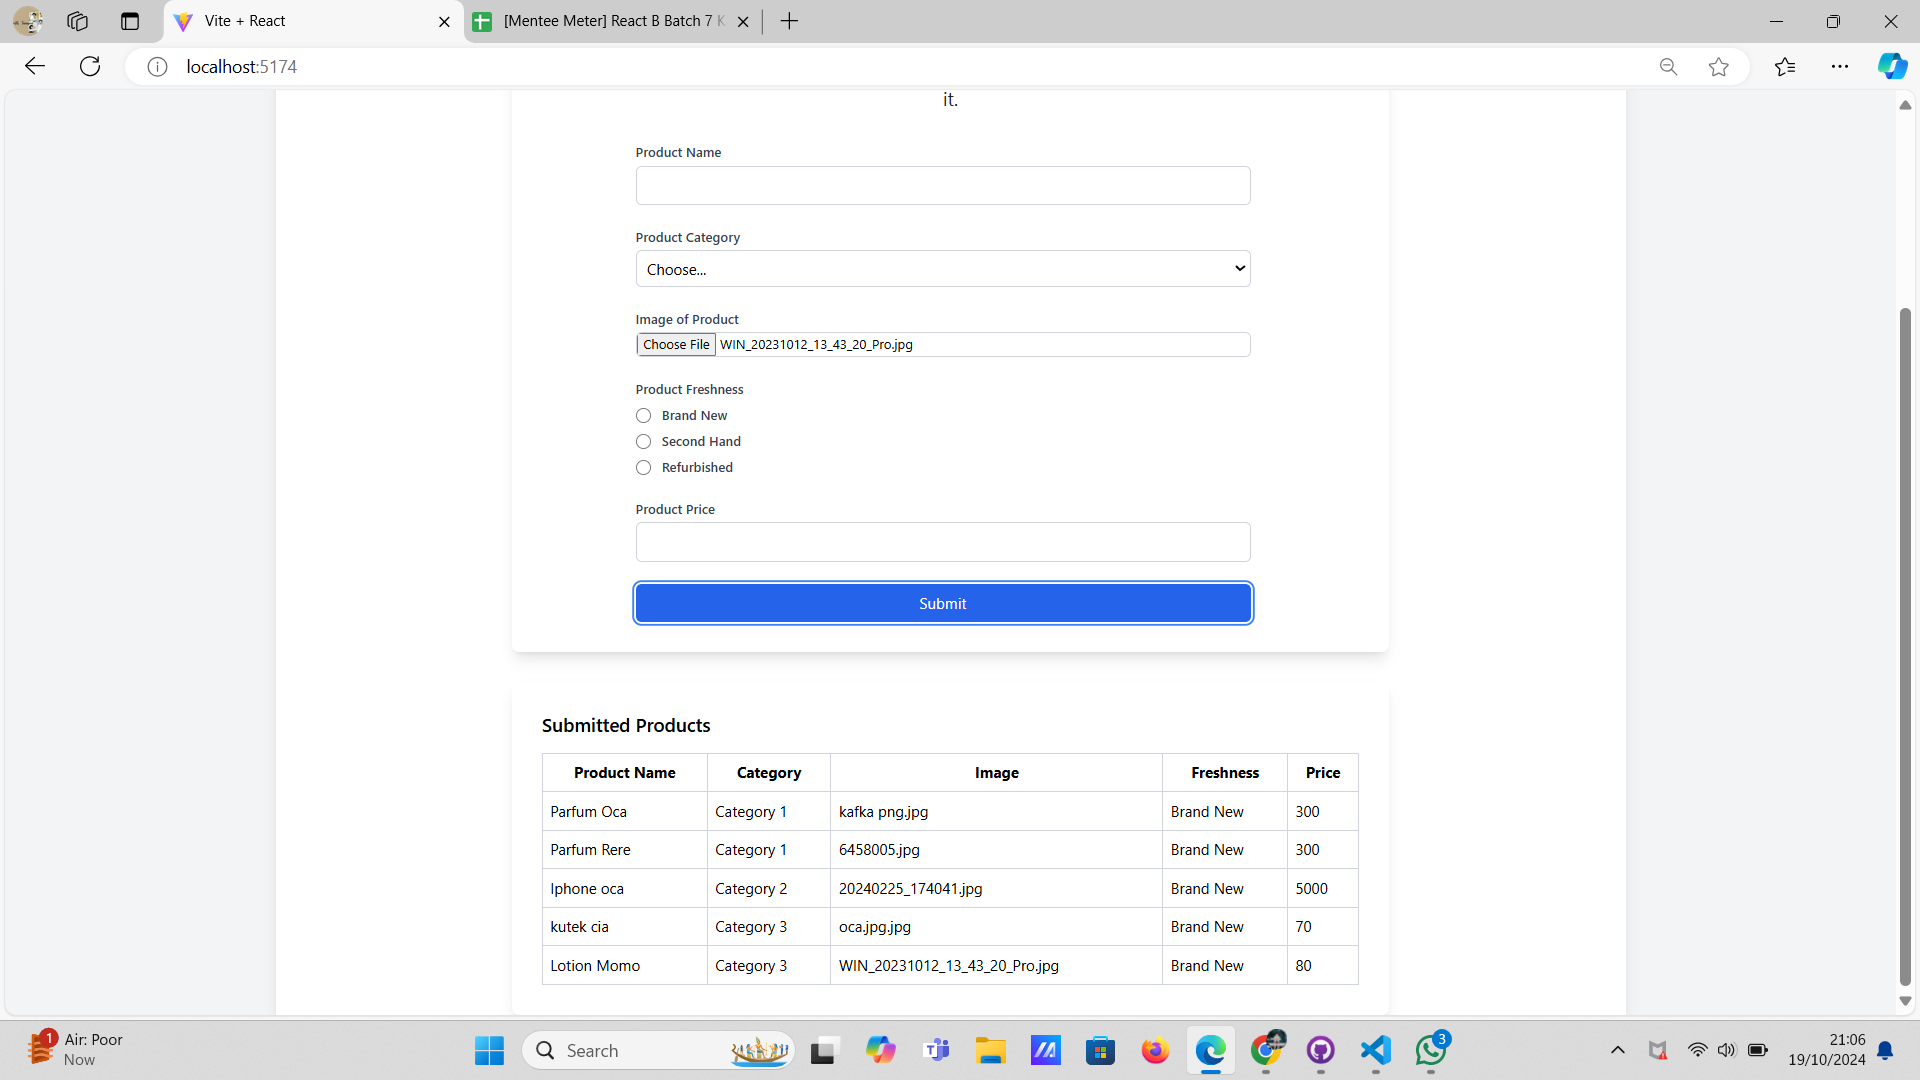 Vite + React
[Mentee Meter] React B Batch 7 K
localhost:5174
it.
Product Name
Product Category
Choose...
Image of Product
Choose File WIN_20231012_13_43_20_Pro.jpg
Product Freshness
Brand New
Second Hand
Refurbished
Product Price
Submit
Submitted Products
Product Name Category Image Freshness Price
Parfum Oca Category 1 kafka png.jpg Brand New 300
Parfum Rere Category 1 6458005.jpg Brand New 300
Iphone oca Category 2 20240225_174041.jpg Brand New 5000
kutek cia Category 3 oca.jpg.jpg Brand New 70
Lotion Momo Category 3 WIN_20231012_13_43_20_Pro.jpg Brand New 80
1
Air: Poor
Now
Search
3
21:06
19/10/2024